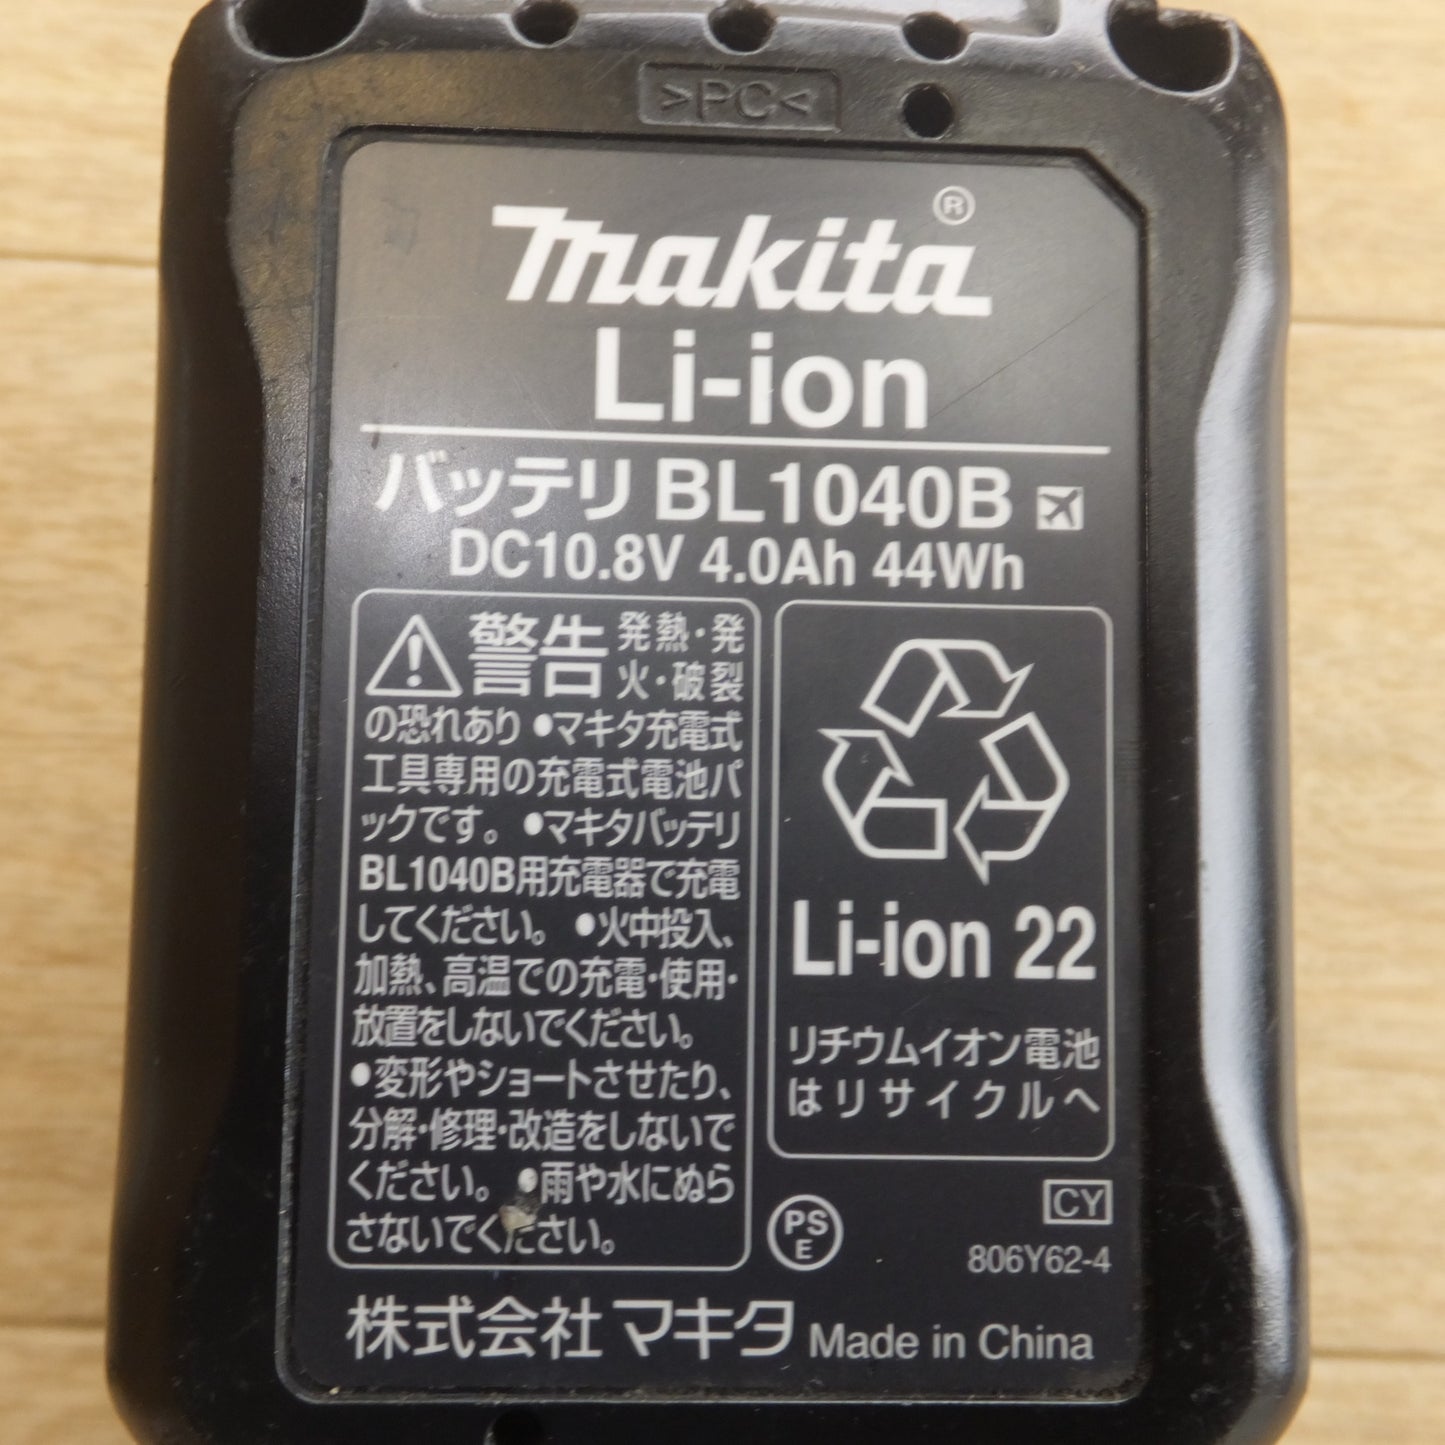 >PC<
makita®
Li-ion
バッテリ BL1040B
DC10.8V 4.0Ah 44Wh
警告 発熱・発
火・破裂
の恐れあり ●マキタ充電式
工具専用の充電式電池パ
ックです。 ●マキタバッテリ
BL1040B用充電器で充電
してください。 ●火中投入、
加熱、高温での充電・使用・
放置をしないでください。
●変形やショートさせたり、
分解・修理・改造をしないで
ください。 ●雨や水にぬら
さないでください。
Li-ion 22
リチウムイオン電池
はリサイクルへ
PS
E
CY
806Y62-4
株式会社 マキタ Made in China